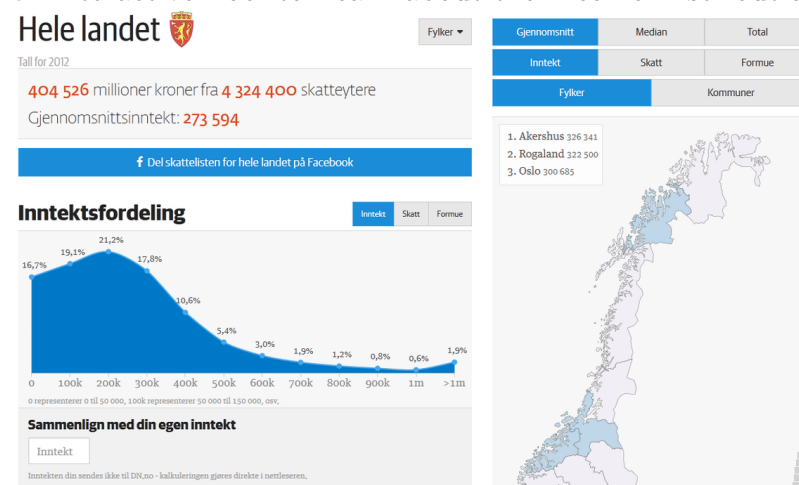 Hele landet
Fylker
Tall for 2012
404 526 millioner kroner fra 4 324 400 skatteytere
Gjennomsnittsinntekt: 273 594
Del skattelisten for hele landet på Facebook
Inntektsfordeling
Inntekt Skatt Formue
16,7% 19,1% 21,2% 17,8% 10,6% 5,4% 3,0% 1,9% 1,2% 0,8% 0,6% 1,9%
0 100k 200k 300k 400k 500k 600k 700k 800k 900k 1m >1m
0 representerer 0 til 50 000, 100k representerer 50 000 til 150 000, osv,
Sammenlign med din egen inntekt
Inntekt
Inntekten din sendes ikke til DN.no - kalkuleringen gjøres direkte i nettleseren,
Gjennomsnitt Median Total
Inntekt Skatt Formue
Fylker Kommuner
1. Akershus 326 341
2. Rogaland 322 500
3. Oslo 300 685